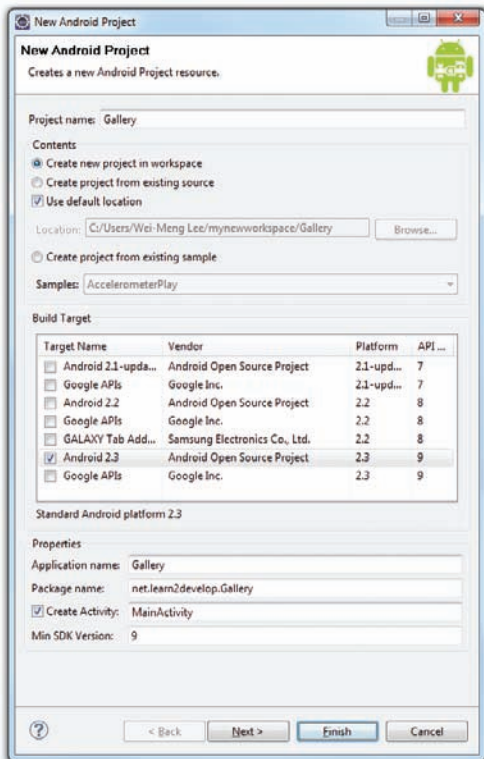 New Android Project
New Android Project
Creates a new Android Project resource.
Project name: Gallery
Contents
Create new project in workspace
Create project from existing source
Use default location
Location: C:/Users/Wei-Meng Lee/mynewworkspace/Gallery Browse...
Create project from existing sample
Samples: AccelerometerPlay
Build Target
Target Name Vendor Platform API ...
Android 2.1-upda... Android Open Source Project 2.1-upd... 7
Google APIs Google Inc. 2.1-upd... 7
Android 2.2 Android Open Source Project 2.2 8
Google APIs Google Inc. 2.2 8
GALAXY Tab Add... Samsung Electronics Co., Ltd. 2.2 8
Android 2.3 Android Open Source Project 2.3 9
Google APIs Google Inc. 2.3 9
Standard Android platform 2.3
Properties
Application name: Gallery
Package name: net.learn2develop.Gallery
Create Activity: MainActivity
Min SDK Version: 9
? < Back Next > Finish Cancel